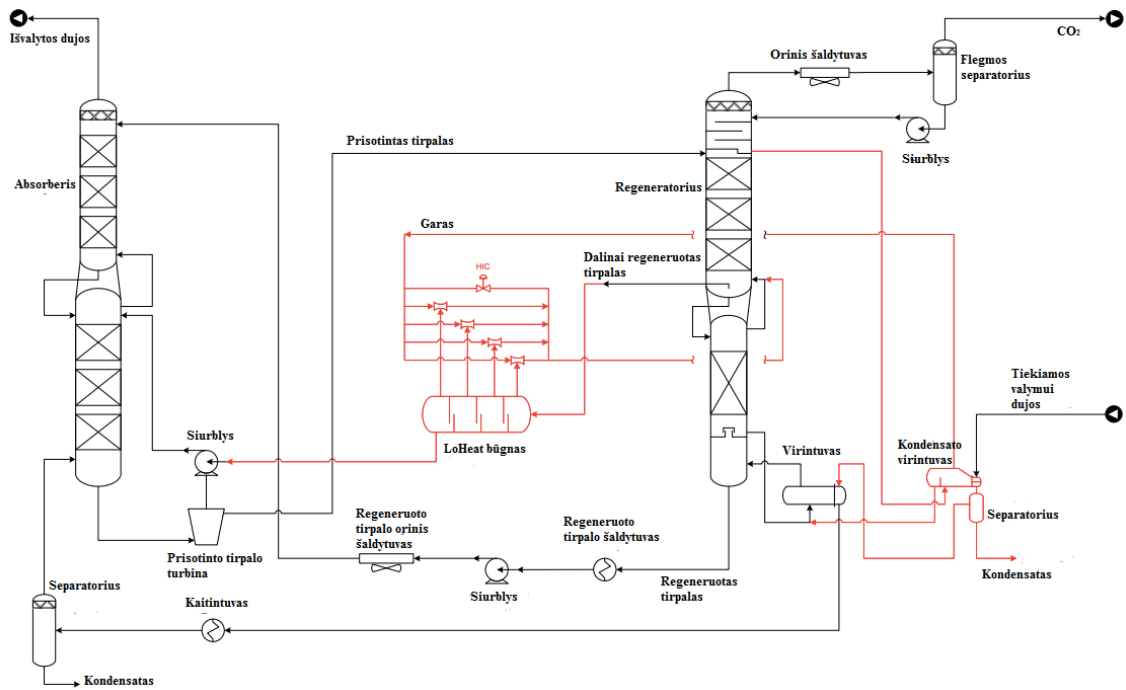 Išvalytos dujos
CO₂
Orinis šaldytuvas
Flegmos
separatorius
Siurblys
Prisotintas tirpalas
Absorberis
Regeneratorius
Garas
Dalinai regeneruotas
tirpalas
HIC
Tiekiamos
valymui
dujos
Siurblys
LoHeat būgnas
Virintuvas
Kondensato
virintuvas
Separatorius
Regeneruoto
tirpalo orinis
šaldytuvas
Regeneruoto
tirpalo šaldytuvas
Prisotinto tirpalo
turbina
Kondensatas
Separatorius
Siurblys
Regeneruotas
tirpalas
Kaitintuvas
Kondensatas